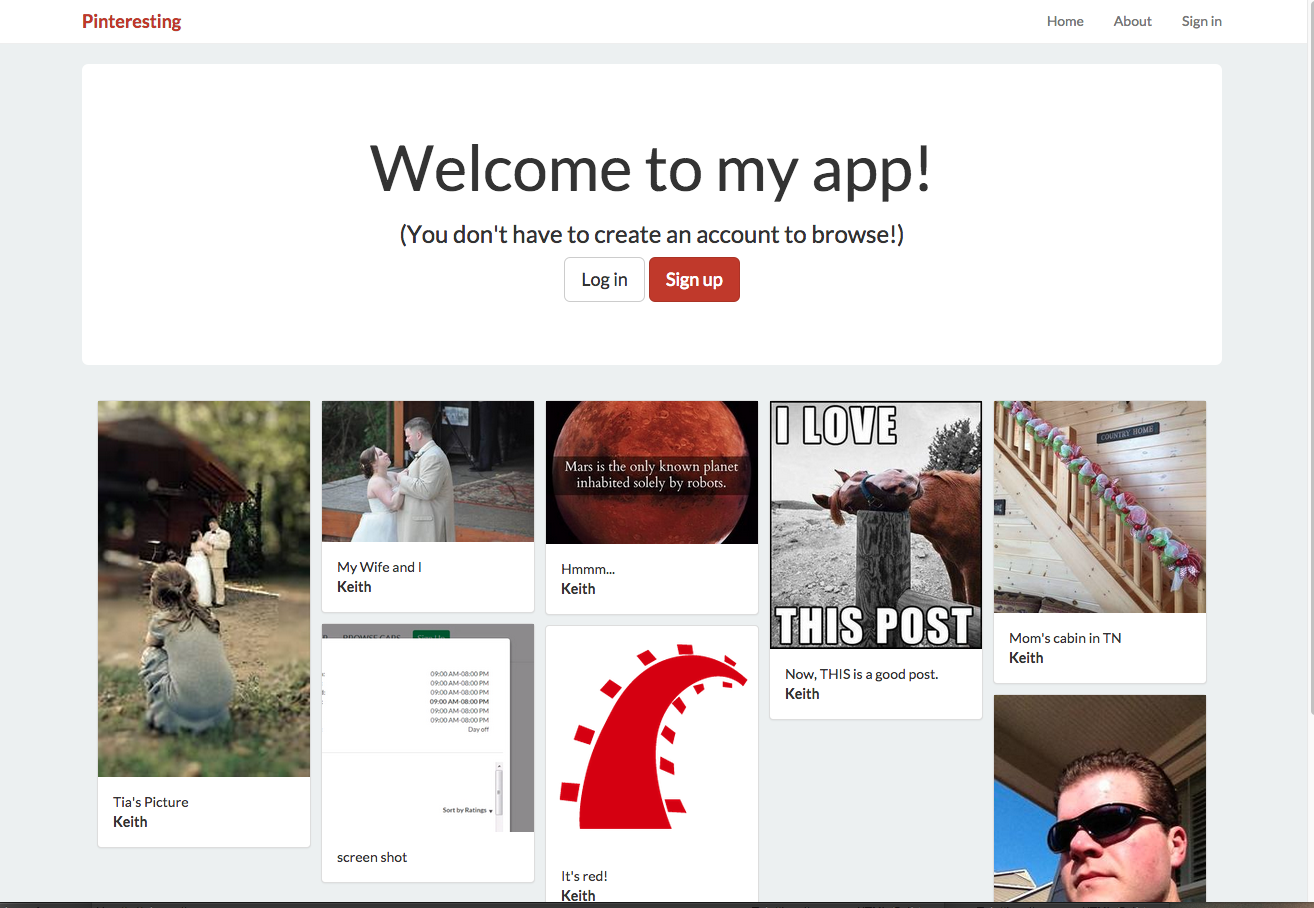 Pinteresting
Home About Sign in
Welcome to my app!
(You don't have to create an account to browse!)
Log in Sign up
Tia's Picture
Keith
My Wife and I
Keith
BROWSE CARS Sign Up
09:00 AM-08:00 PM
09:00 AM-08:00 PM
09:00 AM-08:00 PM
09:00 AM-08:00 PM
09:00 AM-08:00 PM
09:00 AM-08:00 PM
Day off
Sort by Ratings
screen shot
Mars is the only known planet
inhabited solely by robots.
Hmmm...
Keith
It's red!
Keith
I LOVE
THIS POST
Now, THIS is a good post.
Keith
COUNTRY HOME
Mom's cabin in TN
Keith